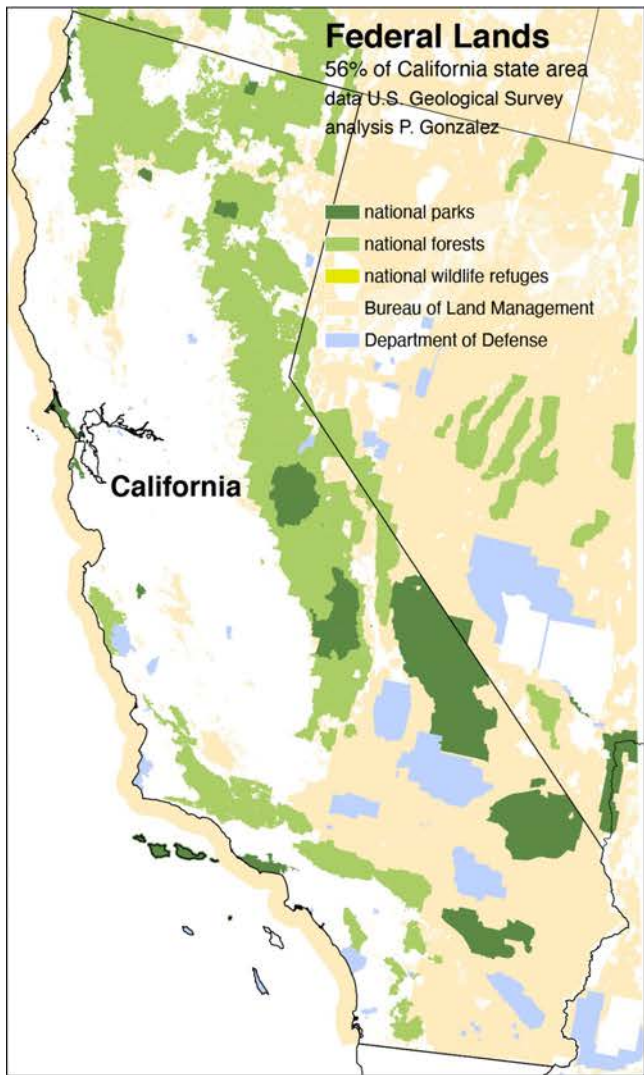 Federal Lands
56% of California state area
data U.S. Geological Survey
analysis P. Gonzalez
national parks
national forests
national wildlife refuges
Bureau of Land Management
Department of Defense
California